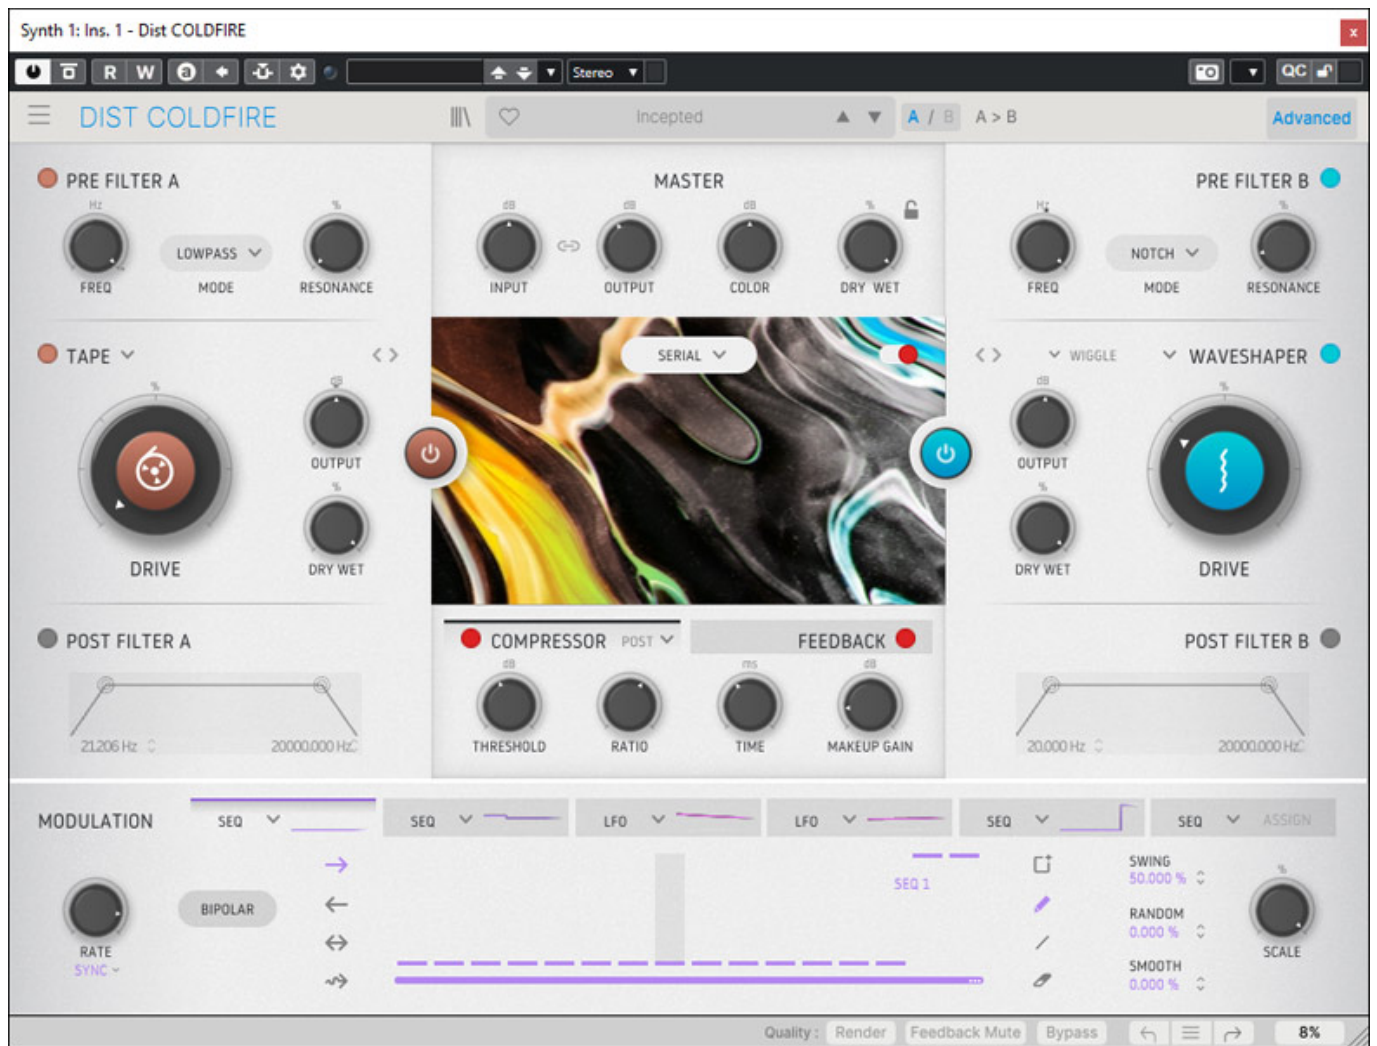 Synth 1: Ins. 1 - Dist COLDFIRE x
R W a Stereo QC
DIST COLDFIRE Incepted A / B A > B Advanced
PRE FILTER A MASTER PRE FILTER B
Hz % dB dB dB % Hz %
LOWPASS NOTCH
FREQ MODE RESONANCE INPUT OUTPUT COLOR DRY WET FREQ MODE RESONANCE
TAPE SERIAL WIGGLE WAVESHAPER
% dB dB %
OUTPUT OUTPUT
% %
DRIVE DRY WET DRY WET DRIVE
POST FILTER A COMPRESSOR POST FEEDBACK POST FILTER B
dB ms dB
21.206 Hz 20000.000 Hz THRESHOLD RATIO TIME MAKEUP GAIN 20.000 Hz 20000.000 Hz
MODULATION SEQ SEQ LFO LFO SEQ SEQ ASSIGN
SEQ 1 SWING
50.000 % %
BIPOLAR RANDOM
0.000 %
RATE SCALE
SYNC SMOOTH
0.000 %
Quality : Render Feedback Mute Bypass 8%